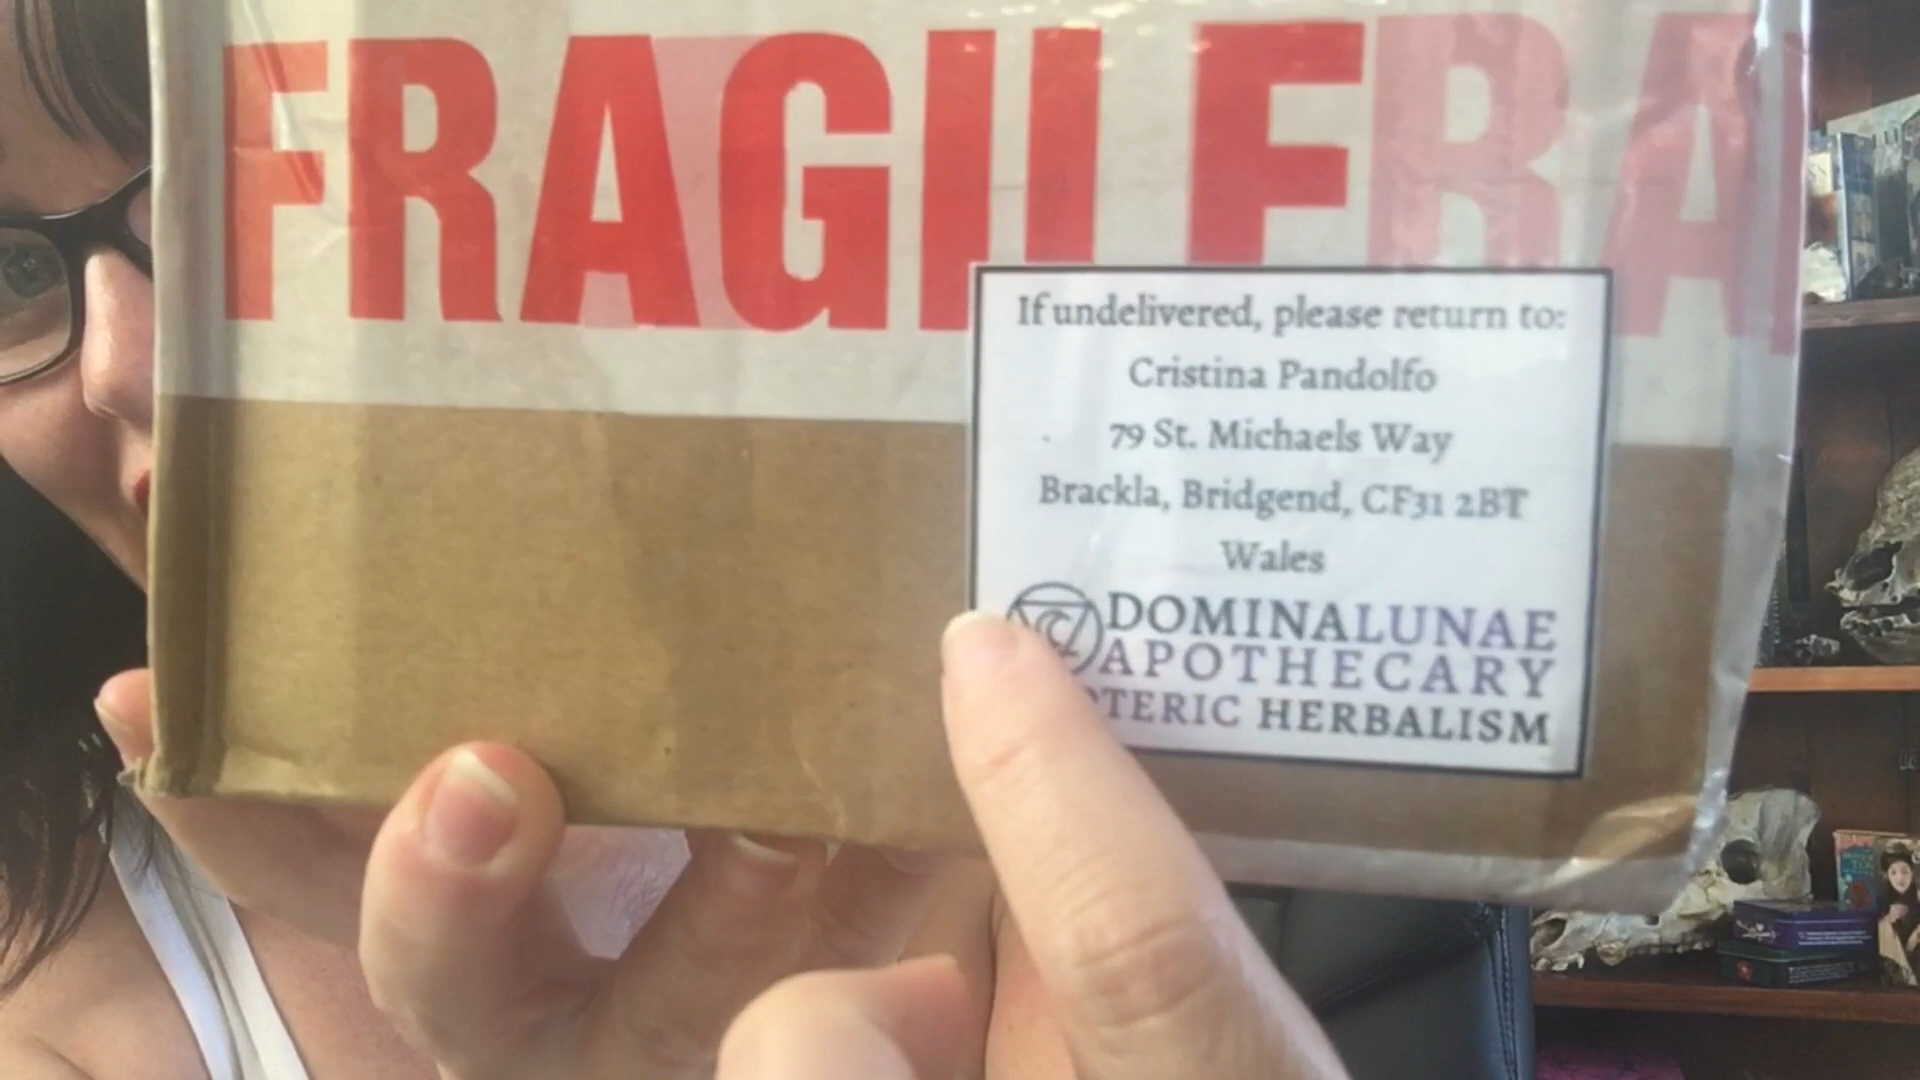 FRAGILE FRA
If undelivered, please return to:
Cristina Pandolfo
79 St. Michaels Way
Brackla, Bridgend, CF31 2BT
Wales
DOMINALUNAE
APOTHECARY
HERBALISM